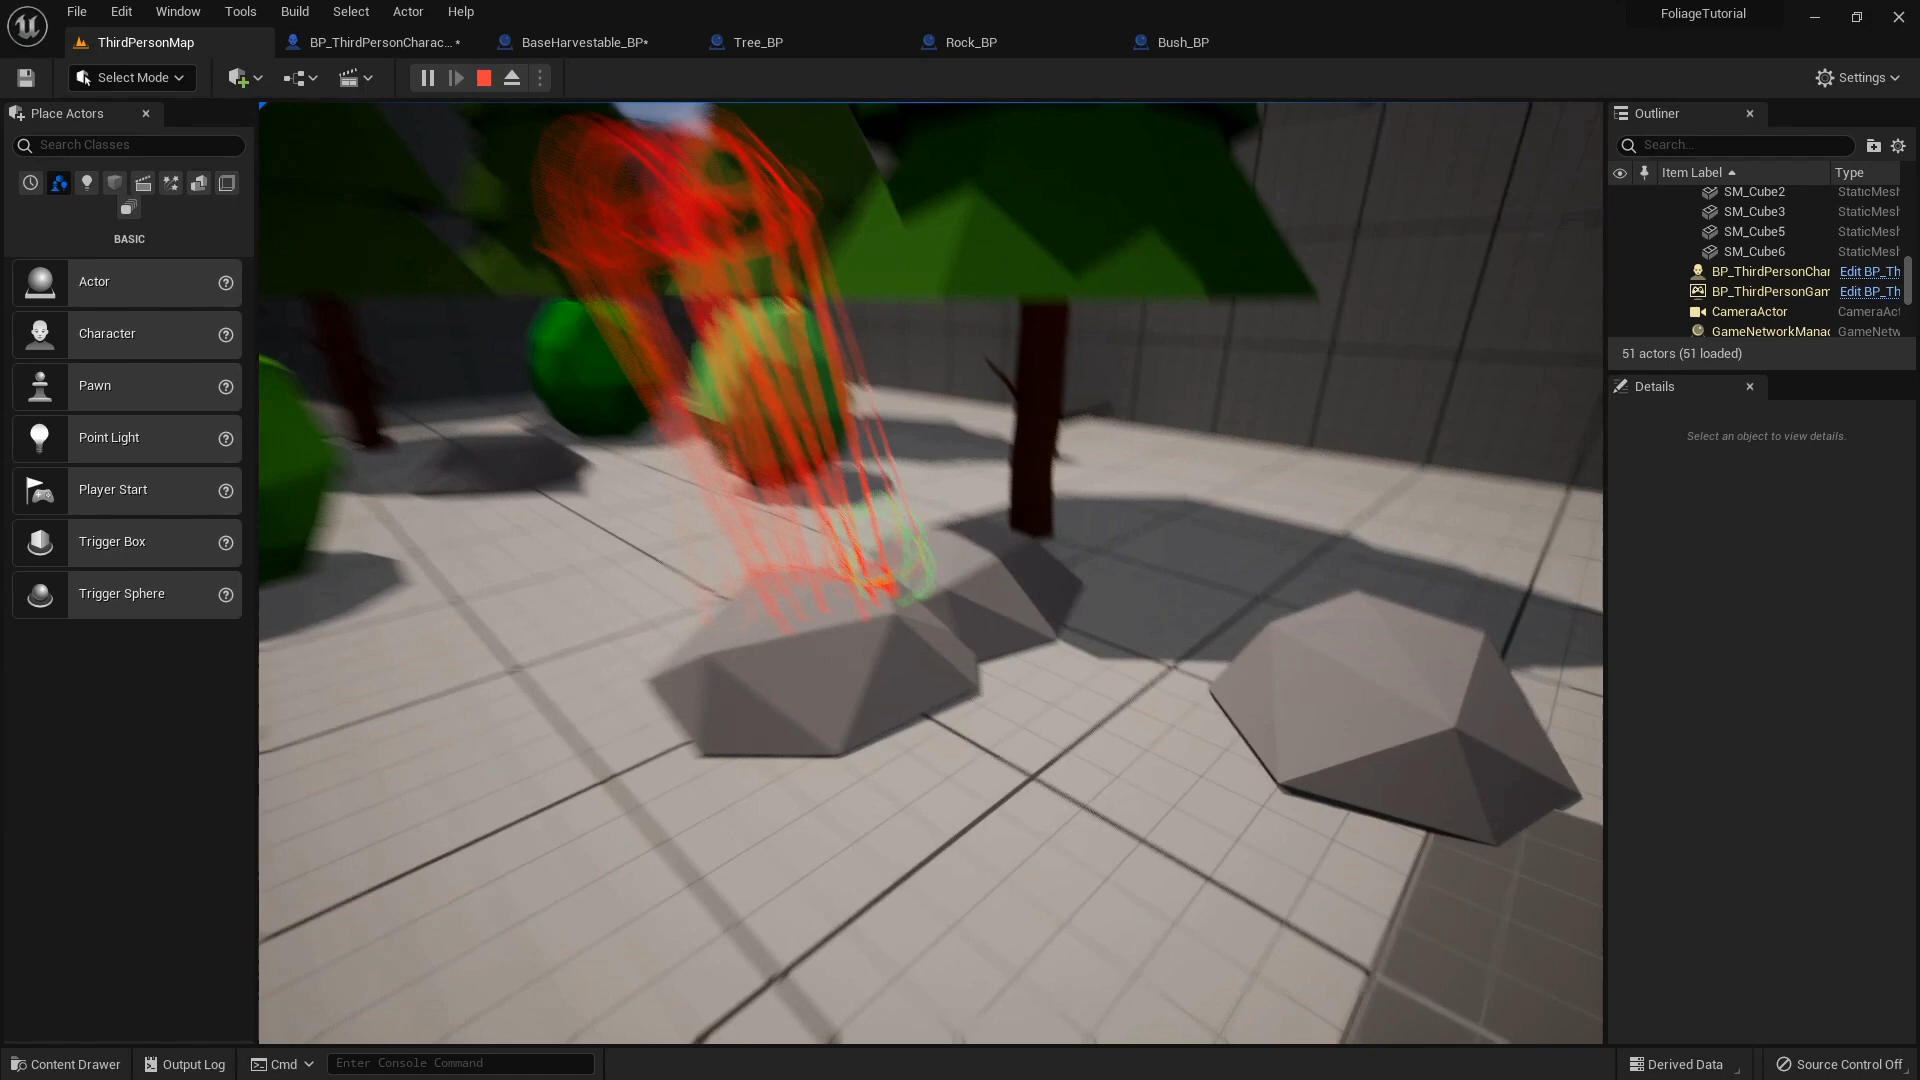 File Edit Window Tools Build Select Actor Help
FoliageTutorial
ThirdPersonMap
BP_ThirdPersonCharac... *
BaseHarvestable_BP*
Tree_BP
Rock_BP
Bush_BP
Select Mode
Settings
Place Actors
Search Classes
BASIC
Actor
Character
Pawn
Point Light
Player Start
Trigger Box
Trigger Sphere
Outliner
Search...
Item Label Type
SM_Cube2 StaticMesh
SM_Cube3 StaticMesh
SM_Cube5 StaticMesh
SM_Cube6 StaticMesh
BP_ThirdPersonChar Edit BP_Th
BP_ThirdPersonGam Edit BP_Th
CameraActor CameraAct
GameNetworkManag GameNetw
51 actors (51 loaded)
Details
Select an object to view details.
Content Drawer
Output Log
Cmd
Enter Console Command
Derived Data
Source Control Off